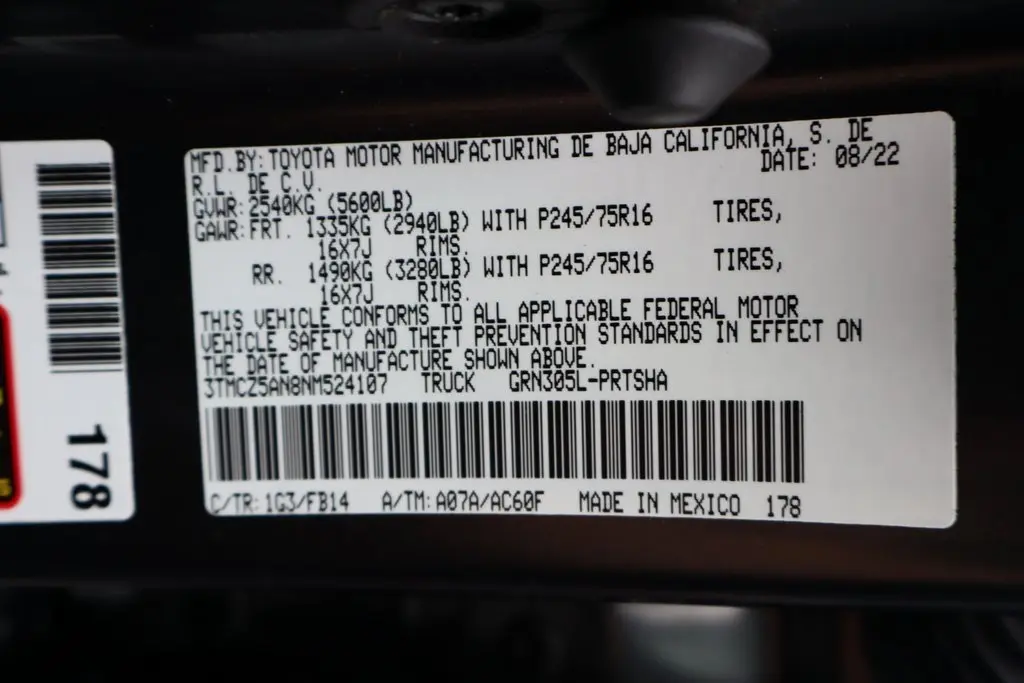 MFD.BY: TOYOTA MOTOR MANUFACTURING DE BAJA CALIFORNIA, S. DE
R.L. DE C.V. DATE: 08/22
GVWR: 2540KG (5600LB)
GAWR: FRT. 1335KG (2940LB) WITH P245/75R16 TIRES,
16X7J RIMS.
RR. 1490KG (3280LB) WITH P245/75R16 TIRES,
16X7J RIMS.
THIS VEHICLE CONFORMS TO ALL APPLICABLE FEDERAL MOTOR
VEHICLE SAFETY AND THEFT PREVENTION STANDARDS IN EFFECT ON
THE DATE OF MANUFACTURE SHOWN ABOVE.
3TMCZ5AN8NM524107 TRUCK GRN305L-PRTSHA
C/TR: 1G3/FB14 A/TM: A07A/AC60F MADE IN MEXICO 178
178